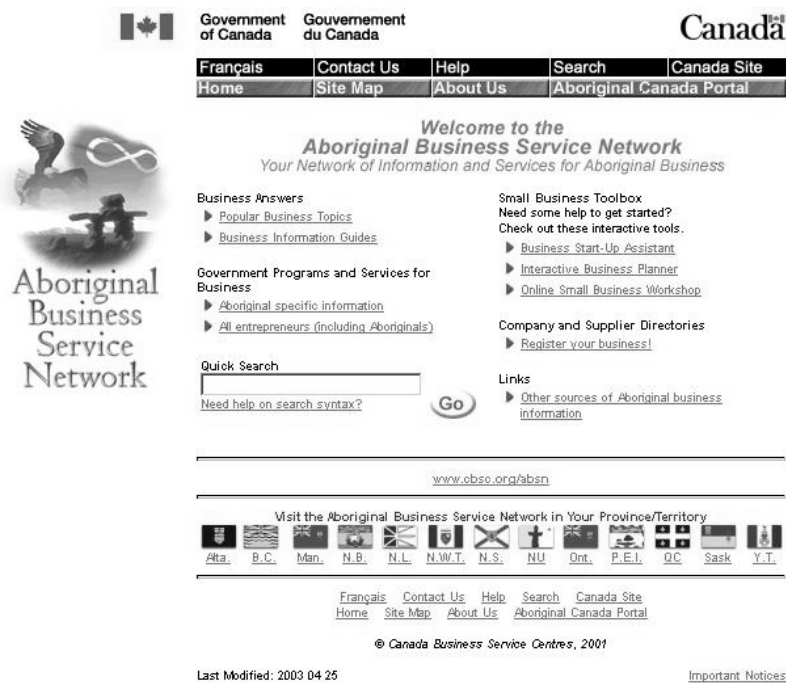 Government of Canada
Gouvernement du Canada
Canada
Français Contact Us Help Search Canada Site
Home Site Map About Us Aboriginal Canada Portal
Aboriginal
Business
Service
Network
Welcome to the
Aboriginal Business Service Network
Your Network of Information and Services for Aboriginal Business
Business Answers
Popular Business Topics
Business Information Guides
Government Programs and Services for
Business
Aboriginal specific information
All entrepreneurs (including Aboriginals)
Quick Search
Go
Need help on search syntax?
Small Business Toolbox
Need some help to get started?
Check out these interactive tools.
Business Start-Up Assistant
Interactive Business Planner
Online Small Business Workshop
Company and Supplier Directories
Register your business!
Links
Other sources of Aboriginal business
information
www.cbsc.org/absn
Visit the Aboriginal Business Service Network in Your Province/Territory
Alta. B.C. Man. N.B. N.L. N.W.T. N.S. NU Ont. P.E.I. QC Sask Y.T.
Français Contact Us Help Search Canada Site
Home Site Map About Us Aboriginal Canada Portal
© Canada Business Service Centres, 2001
Last Modified: 2003 04 25
Important Notices